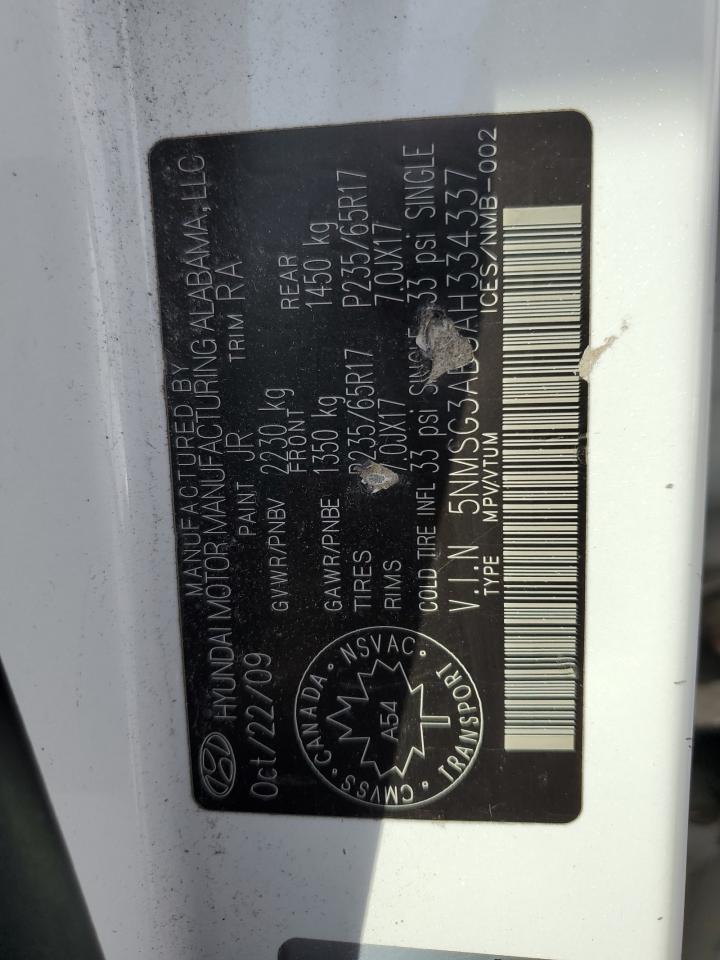 MANUFACTURED BY
HYUNDAI MOTOR MANUFACTURING ALABAMA, LLC
Oct/22/09 PAINT JR TRIM RA
GVWR/PNBV 2230 kg
FRONT REAR
GAWR/PNBE 1350 kg 1450 kg
TIRES P235/65R17 P235/65R17
RIMS 7.0JX17 7.0JX17
COLD TIRE INFL 33 psi SINGLE 33 psi SINGLE
V.I.N
TYPE MPV/VTUM ICES/NMB-002
CANADA · NSVAC · TRANSPORT · CMVSS ·
A54